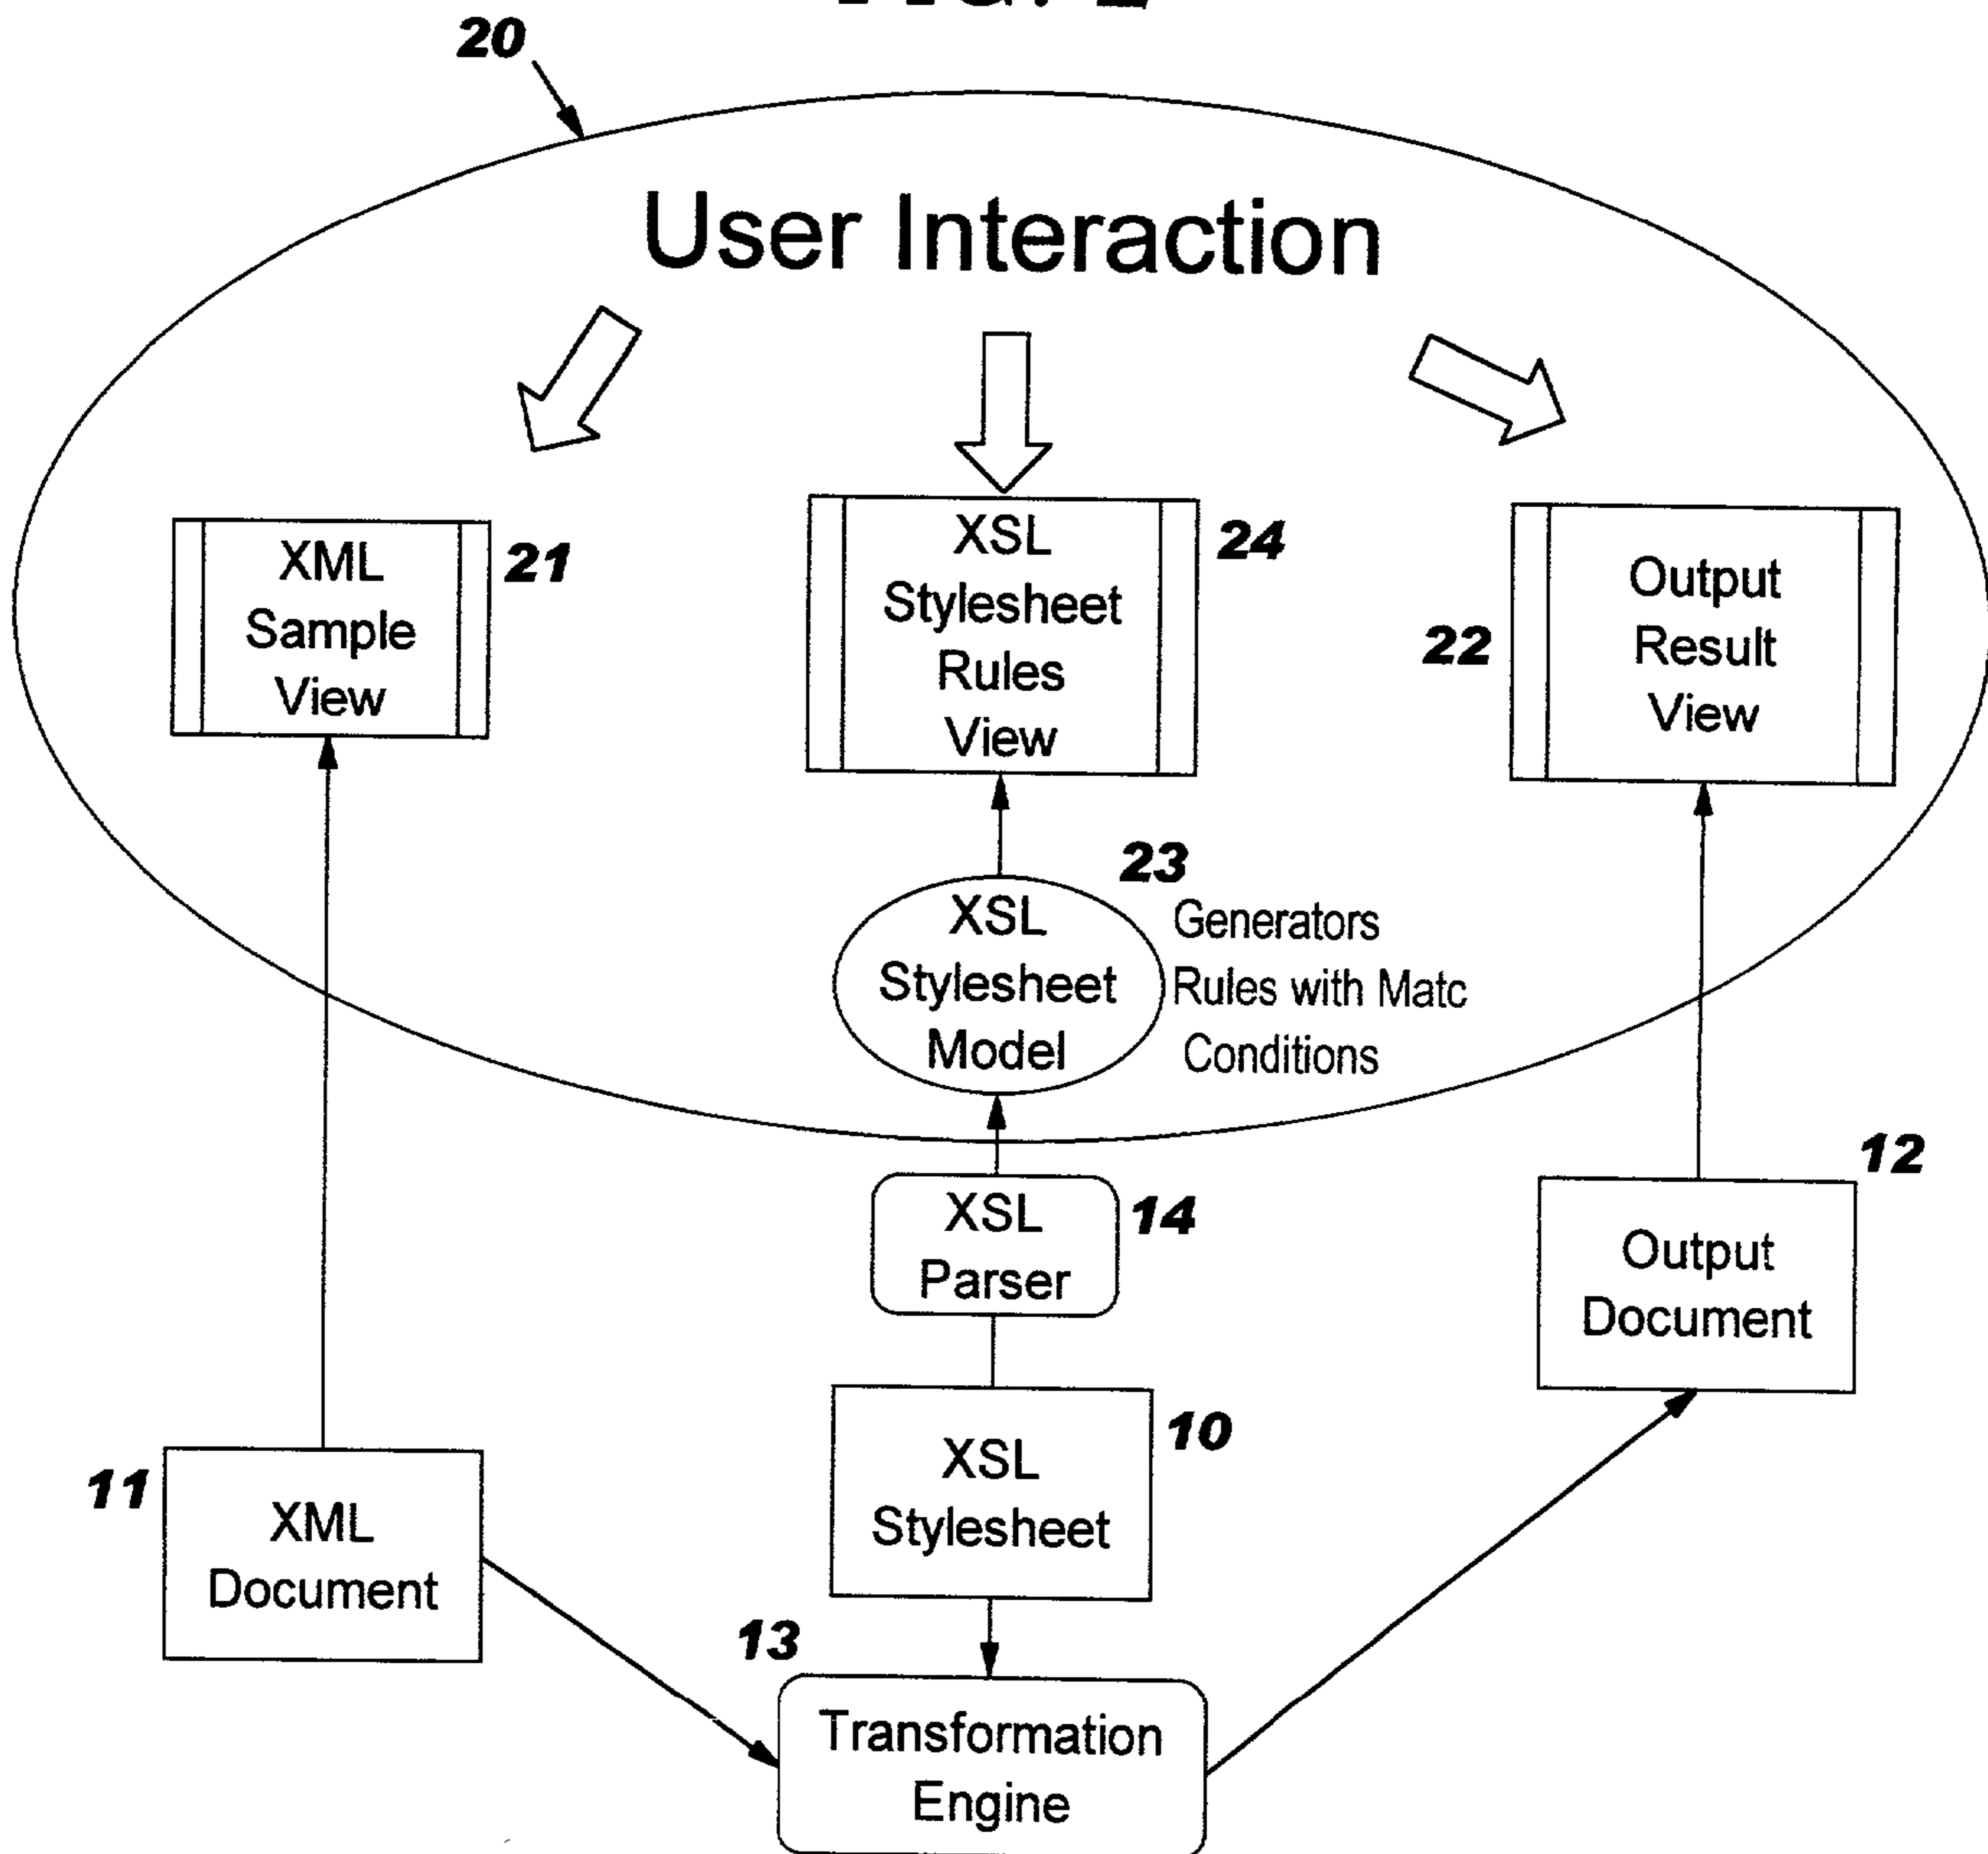 20
User Interaction
XML
Sample
View
21
XSL
Stylesheet
Rules
View
24
22
Output
Result
View
23
XSL
Stylesheet
Model
Generators
Rules with Matc
Conditions
XSL
Parser
14
12
Output
Document
10
XSL
Stylesheet
11
XML
Document
13
Transformation
Engine